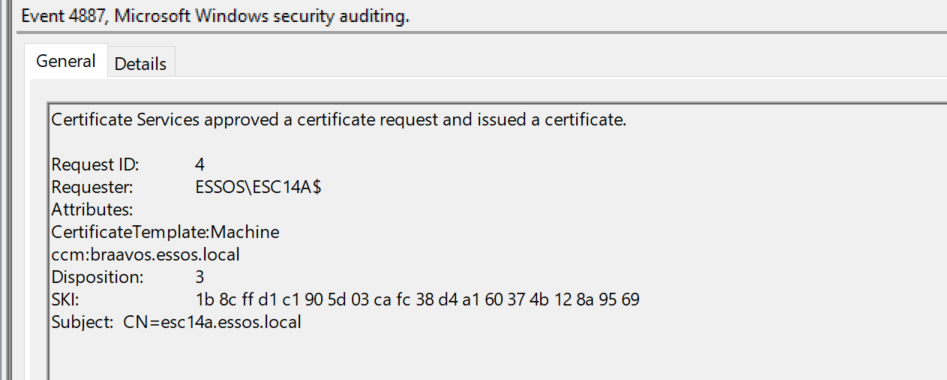 Event 4887, Microsoft Windows security auditing.
General Details
Certificate Services approved a certificate request and issued a certificate.
Request ID: 4
Requester: ESSOS\ESC14A$
Attributes:
CertificateTemplate:Machine
ccm:braavos.essos.local
Disposition: 3
SKI: 1b 8c ff d1 c1 90 5d 03 ca fc 38 d4 a1 60 37 4b 12 8a 95 69
Subject: CN=esc14a.essos.local